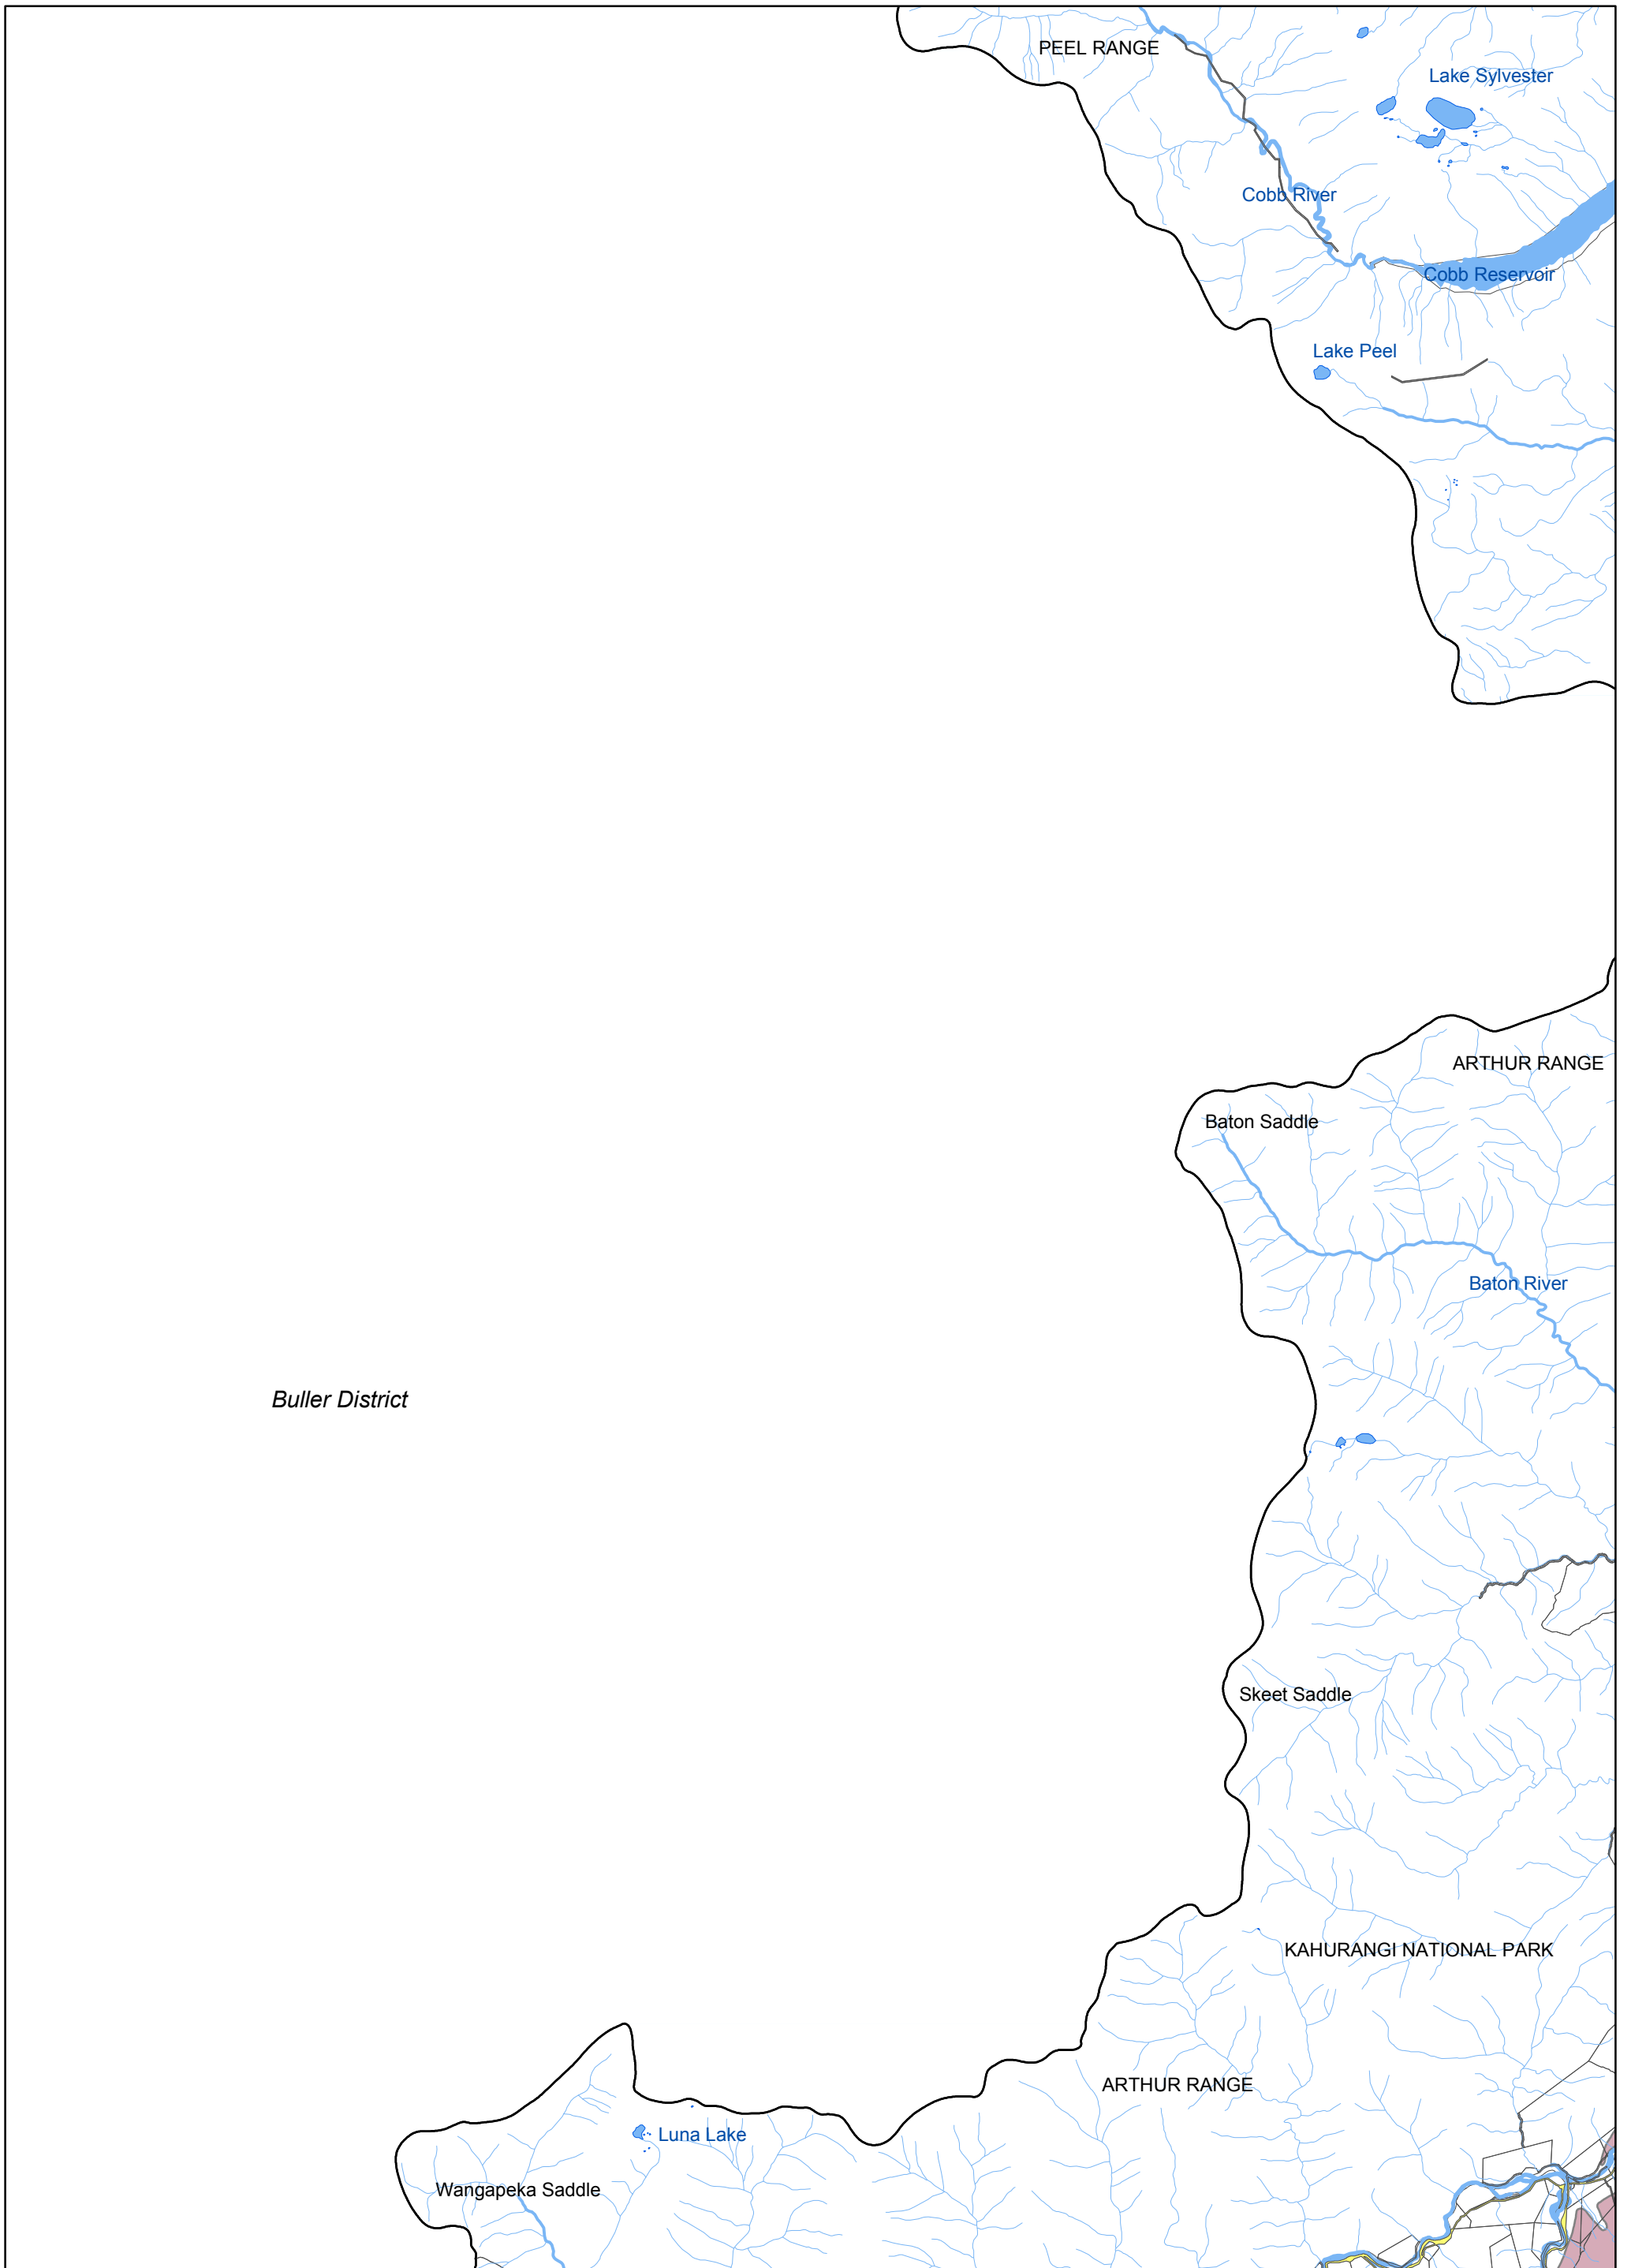 PEEL RANGE
Lake Sylvester
Cobb River
Cobb Reservoir
Lake Peel
ARTHUR RANGE
Baton Saddle
Baton River
Buller District
Skeet Saddle
KAHURANGI NATIONAL PARK
ARTHUR RANGE
Luna Lake
Wangapeka Saddle